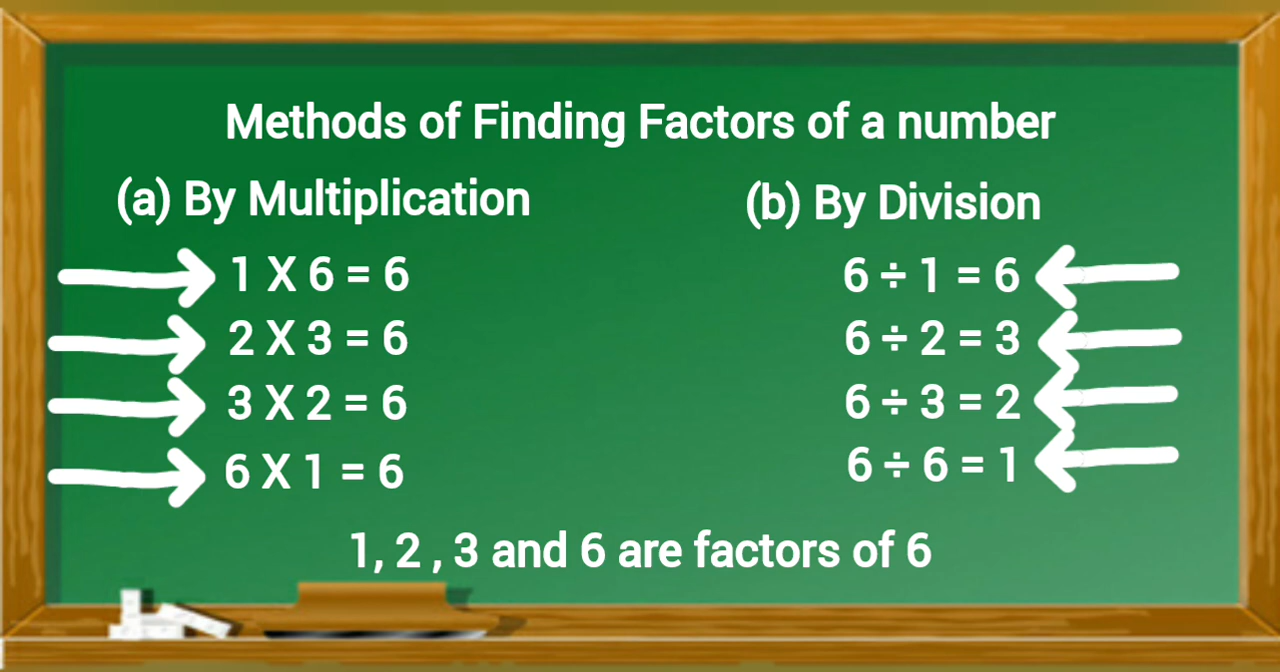 Methods of Finding Factors of a number
(a) By Multiplication
1 X 6 = 6
2 X 3 = 6
3 X 2 = 6
6 X 1 = 6
(b) By Division
6 ÷ 1 = 6
6 ÷ 2 = 3
6 ÷ 3 = 2
6 ÷ 6 = 1
1, 2 , 3 and 6 are factors of 6